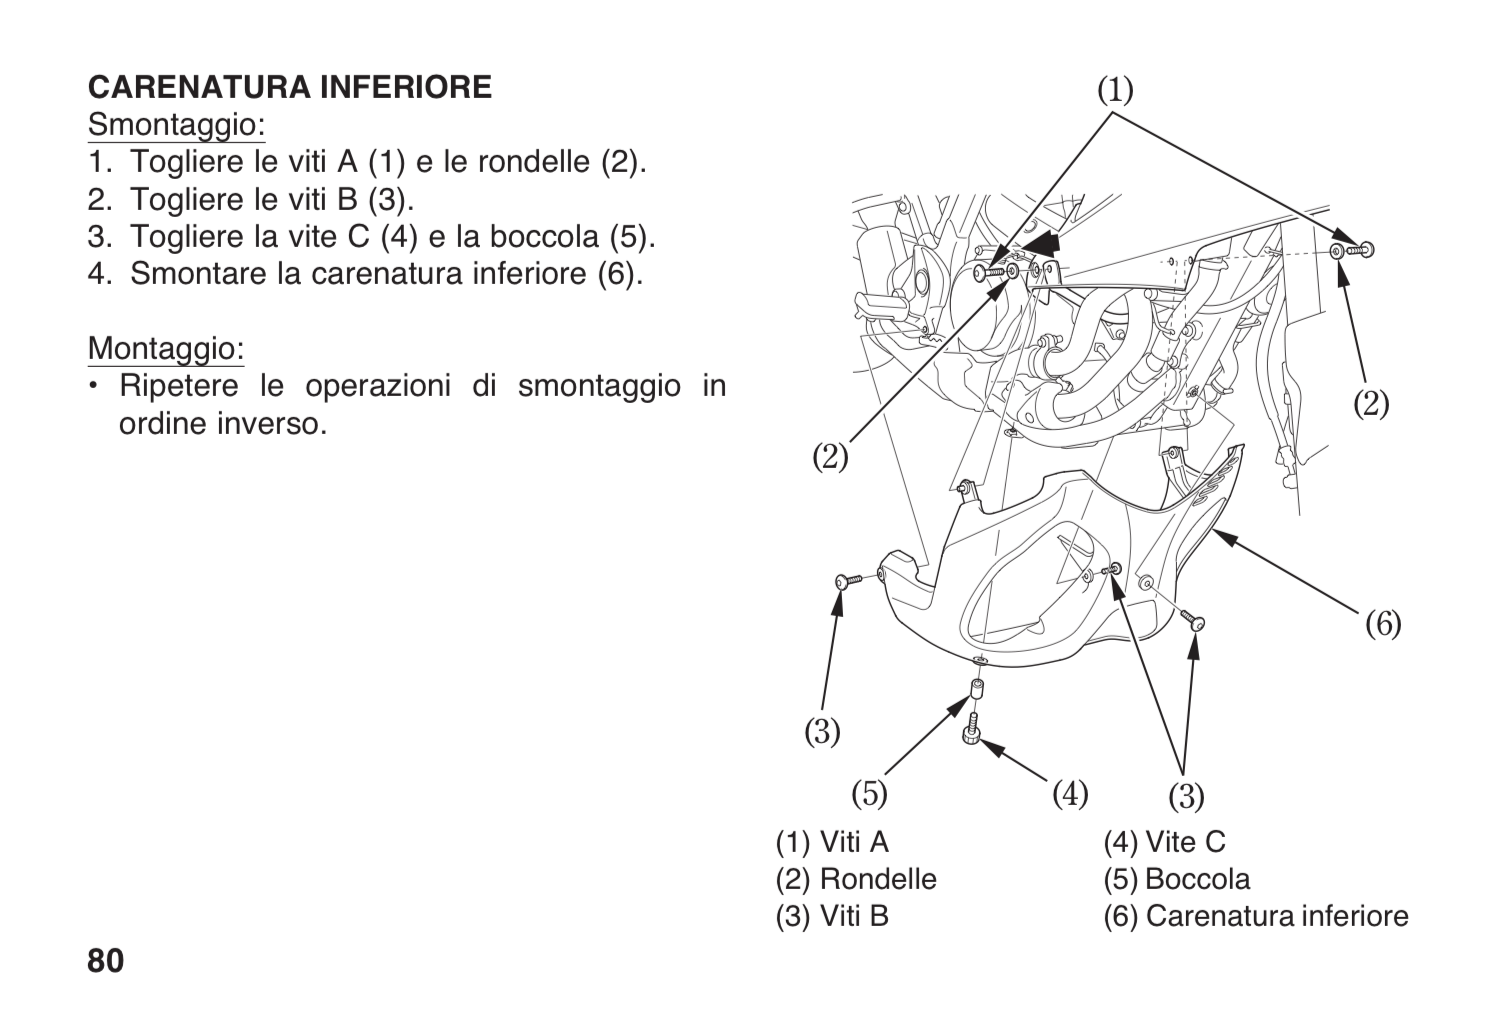 CARENATURA INFERIORE
Smontaggio:
1. Togliere le viti A (1) e le rondelle (2).
2. Togliere le viti B (3).
3. Togliere la vite C (4) e la boccola (5).
4. Smontare la carenatura inferiore (6).
Montaggio:
• Ripetere le operazioni di smontaggio in
ordine inverso.
(1)
(2)
(2)
(6)
(3)
(5)
(4)
(3)
(1) Viti A
(2) Rondelle
(3) Viti B
(4) Vite C
(5) Boccola
(6) Carenatura inferiore
80